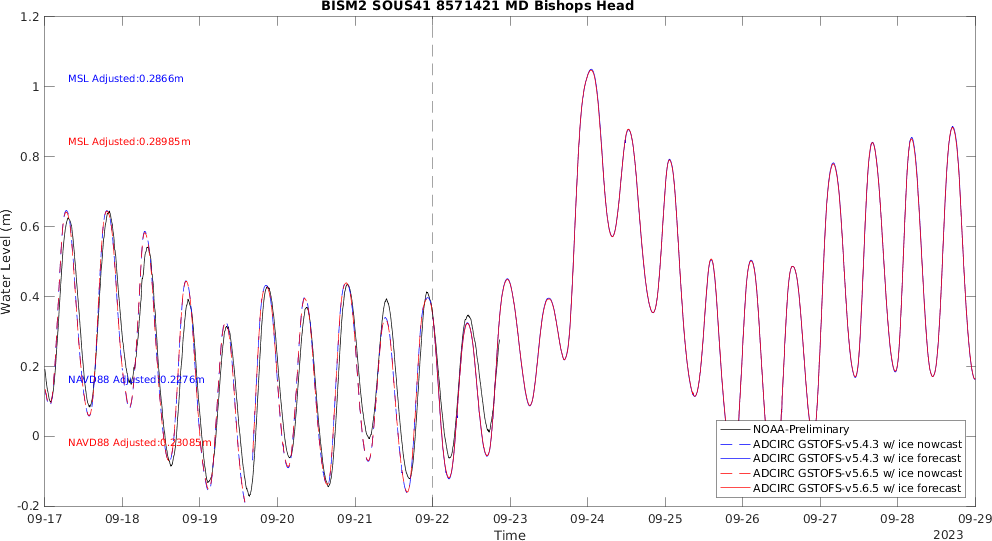 BISM2 SOUS41 8571421 MD Bishops Head
1.2
1
0.8
0.6
0.4
0.2
0
-0.2
Water Level (m)
MSL Adjusted:0.2866m
MSL Adjusted:0.28985m
NAVD88 Adjusted:0.2276m
NAVD88 Adjusted:0.23085m
NOAA-Preliminary
ADCIRC GSTOFS-v5.4.3 w/ ice nowcast
ADCIRC GSTOFS-v5.4.3 w/ ice forecast
ADCIRC GSTOFS-v5.6.5 w/ ice nowcast
ADCIRC GSTOFS-v5.6.5 w/ ice forecast
09-17 09-18 09-19 09-20 09-21 09-22 09-23 09-24 09-25 09-26 09-27 09-28 09-29
Time
2023